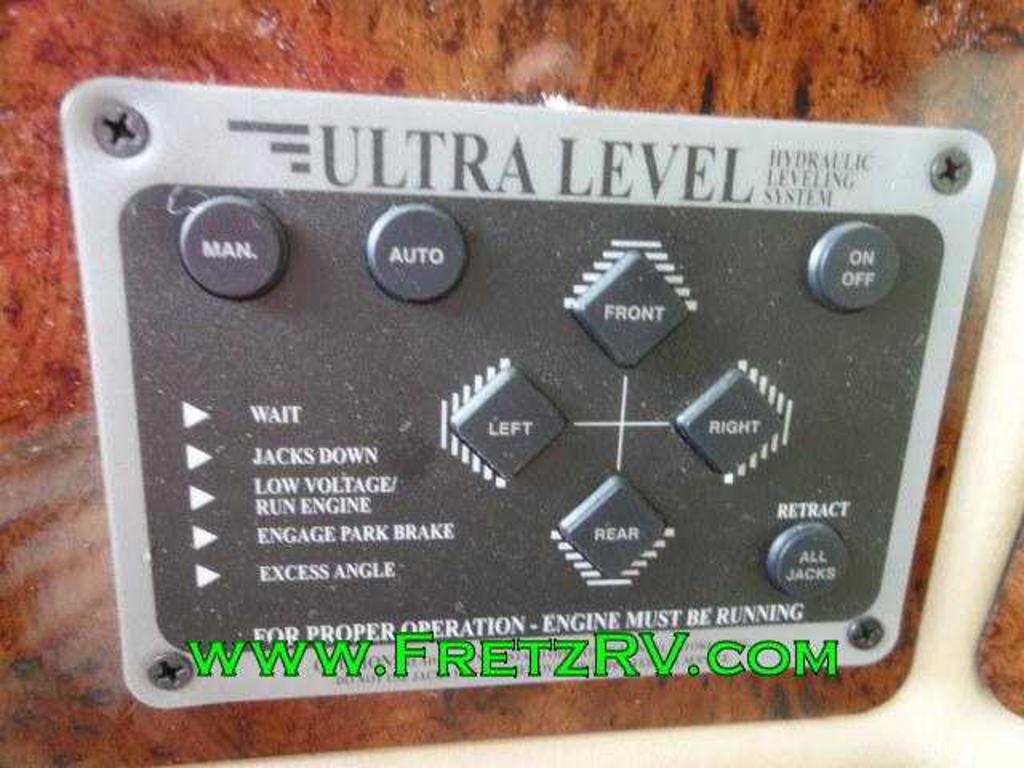 ULTRA LEVEL
HYDRAULIC
LEVELING
SYSTEM
MAN.
AUTO
ON
OFF
FRONT
LEFT
RIGHT
REAR
WAIT
JACKS DOWN
LOW VOLTAGE/
RUN ENGINE
ENGAGE PARK BRAKE
EXCESS ANGLE
RETRACT
ALL
JACKS
FOR PROPER OPERATION - ENGINE MUST BE RUNNING
www.FretzRV.com